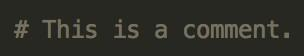 # This is a comment.